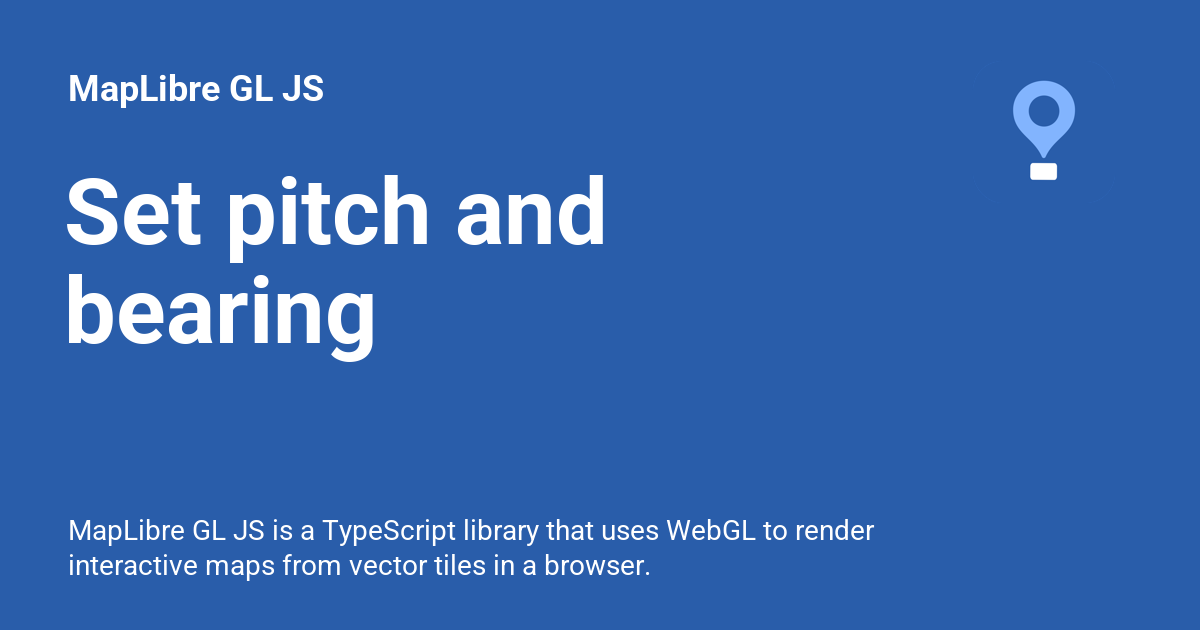 MapLibre GL JS
Set pitch and
bearing
MapLibre GL JS is a TypeScript library that uses WebGL to render
interactive maps from vector tiles in a browser.